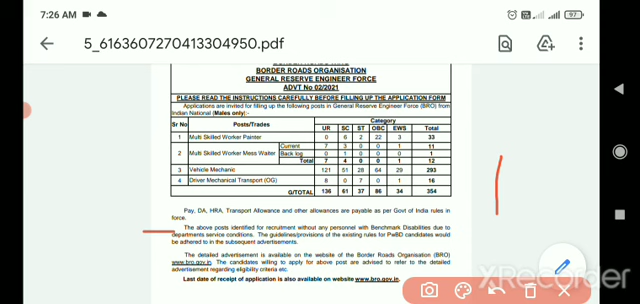 7:26 AM
97
5_6163607270413304950.pdf
BORDER ROADS ORGANISATION
GENERAL RESERVE ENGINEER FORCE
ADVT No 02/2021
PLEASE READ THE INSTRUCTIONS CAREFULLY BEFORE FILLING UP THE APPLICATION FORM
Applications are invited for filling up the following posts in General Reserve Engineer Force (BRO) from
Indian National (Males only):-
Sr No Posts/Trades Category
UR SC ST OBC EWS Total
1 Multi Skilled Worker Painter 0 6 2 22 3 33
2 Multi Skilled Worker Mess Waiter Current 7 3 0 0 1 11
Back log 0 1 0 0 0 1
Total 7 4 0 0 1 12
3 Vehicle Mechanic 121 51 28 64 29 293
4 Driver Mechanical Transport (OG) 8 0 7 0 1 16
G/TOTAL 136 61 37 86 34 354
Pay, DA, HRA, Transport Allowance and other allowances are payable as per Govt of India rules in
force.
The above posts identified for recruitment without any personnel with Benchmark Disabilities due to
departments service conditions. The guidelines/provisions of the existing rules for PwBD candidates would
be adhered to in the subsequent advertisements.
The detailed advertisement is available on the website of the Border Roads Organisation (BRO)
www.bro.gov.in. The candidates willing to apply for above post are advised to refer to the detailed
advertisement regarding eligibility criteria etc.
Last date of receipt of application is also available on website www.bro.gov.in.
XRecorder